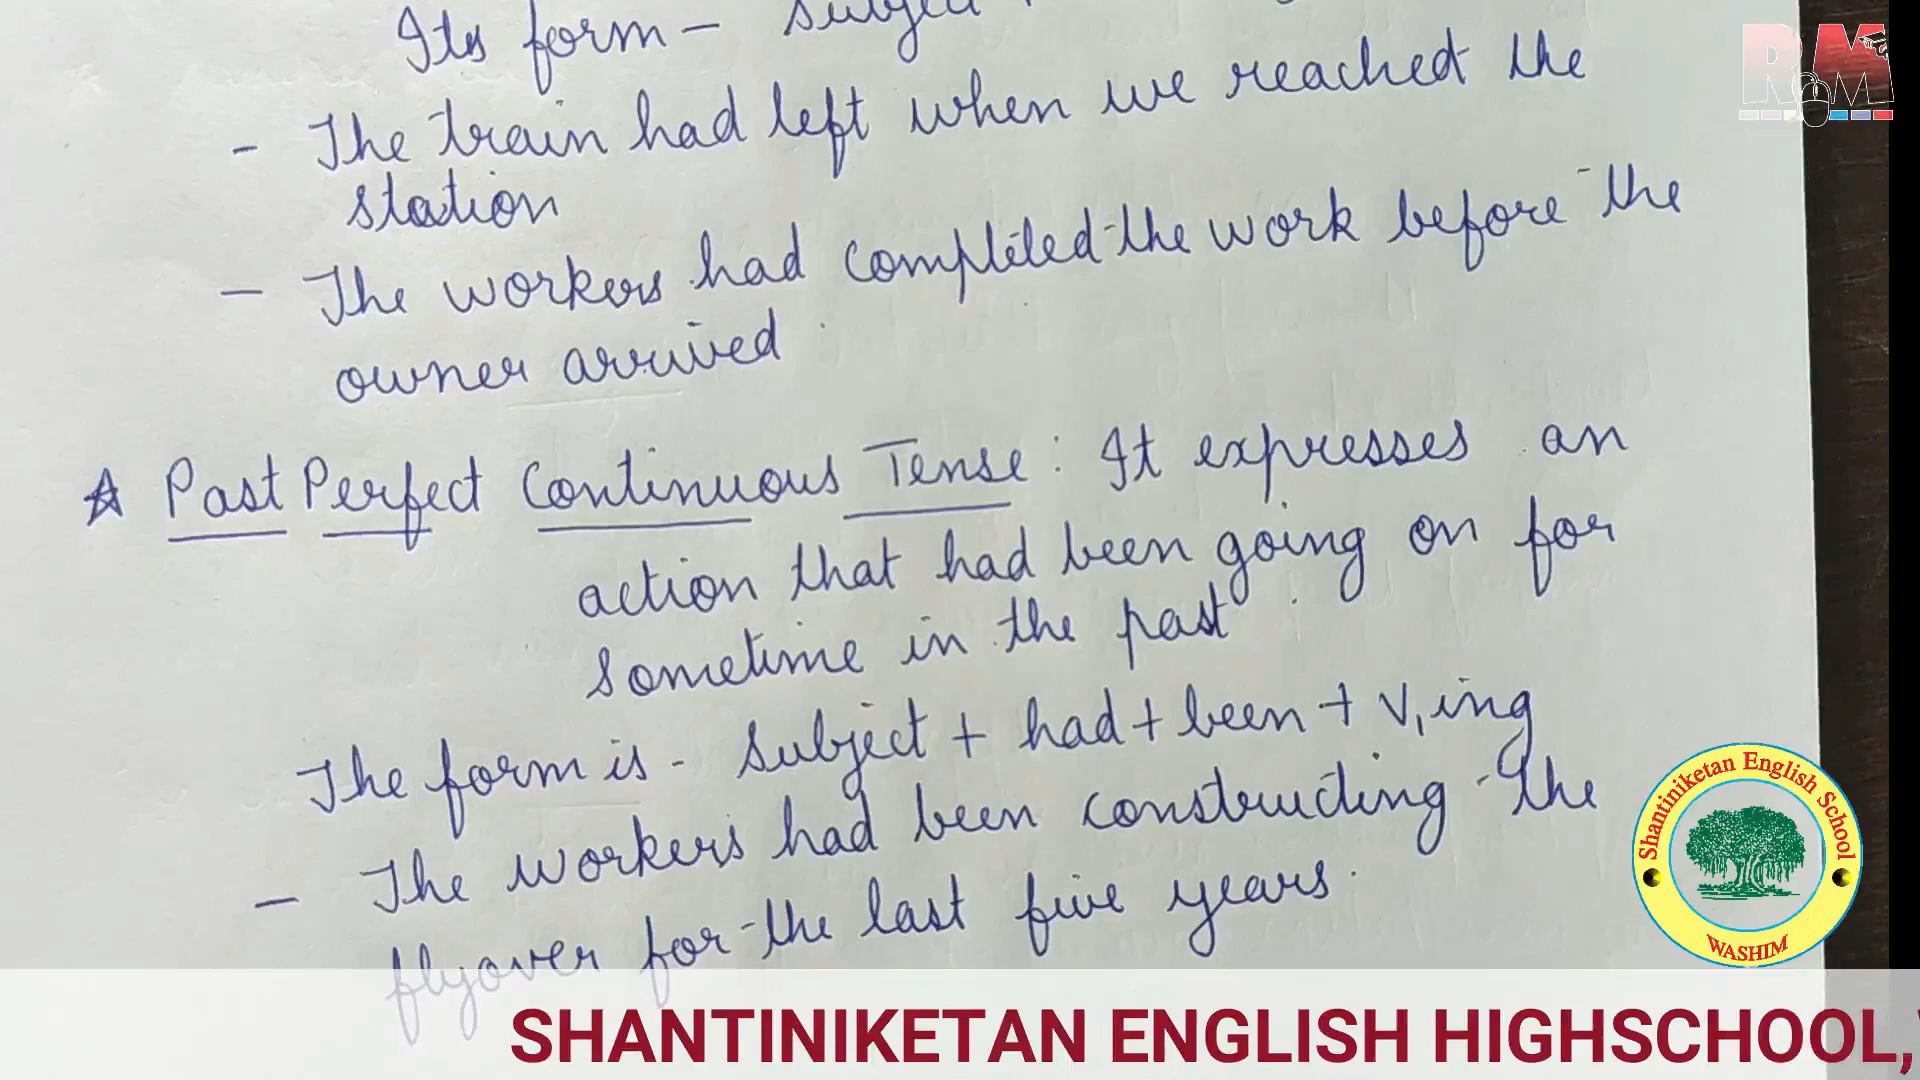 Its form - Subject
- The train had left when we reached the
station
- The workers had completed the work before the
owner arrived
☆ Past Perfect Continuous Tense : It expresses an
action that had been going on for
sometime in the past
The form is - Subject + had + been + V1 ing
- The workers had been constructing the
flyover for the last five years.
RM
Shantiniketan English School
WASHIM
SHANTINIKETAN ENGLISH HIGHSCHOOL,